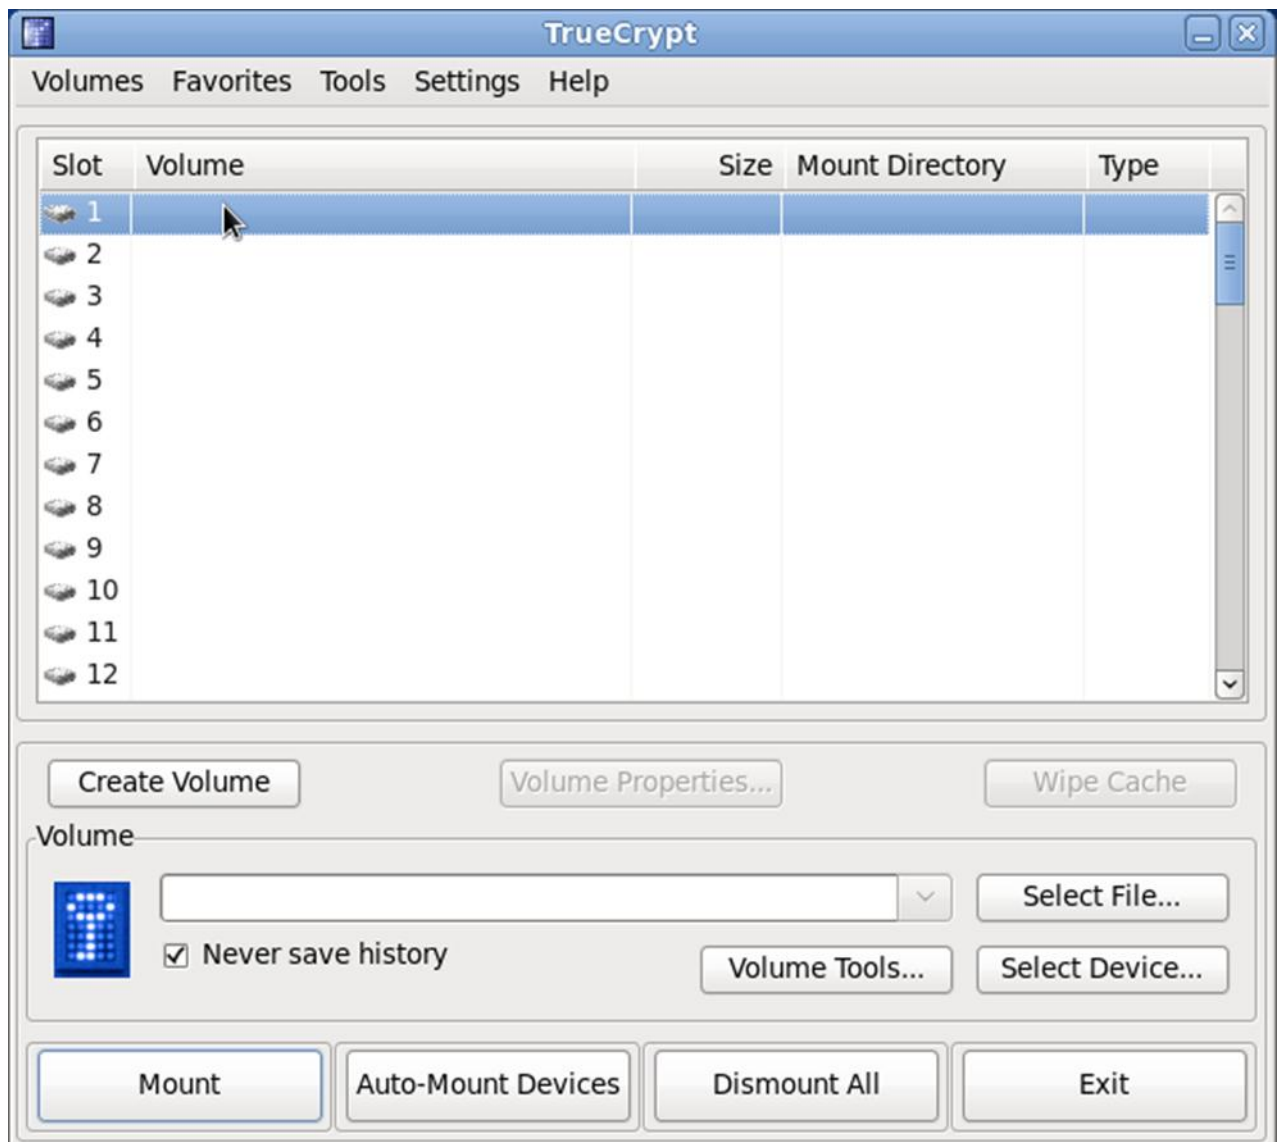 TrueCrypt
Volumes Favorites Tools Settings Help
Slot Volume Size Mount Directory Type
1
2
3
4
5
6
7
8
9
10
11
12
Create Volume Volume Properties... Wipe Cache
Volume
Select File...
Never save history
Volume Tools... Select Device...
Mount Auto-Mount Devices Dismount All Exit